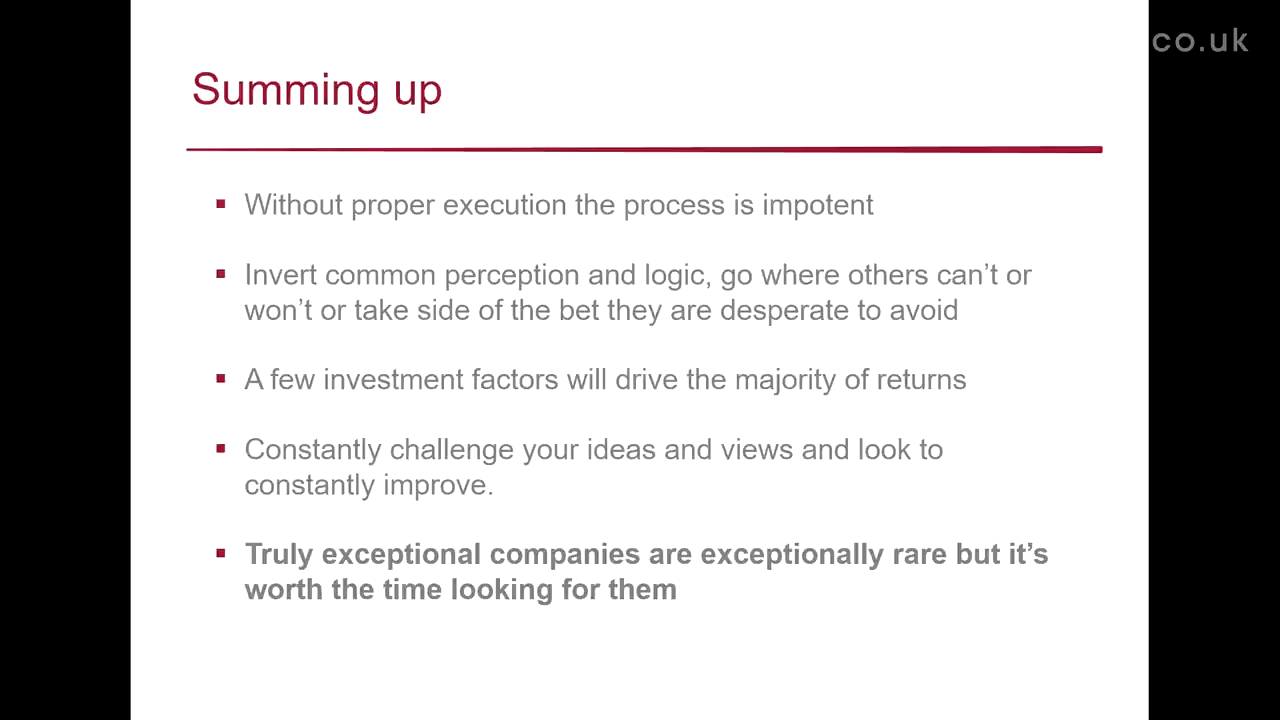 co.uk
Summing up
▪ Without proper execution the process is impotent
▪ Invert common perception and logic, go where others can’t or
won’t or take side of the bet they are desperate to avoid
▪ A few investment factors will drive the majority of returns
▪ Constantly challenge your ideas and views and look to
constantly improve.
▪ Truly exceptional companies are exceptionally rare but it’s
worth the time looking for them